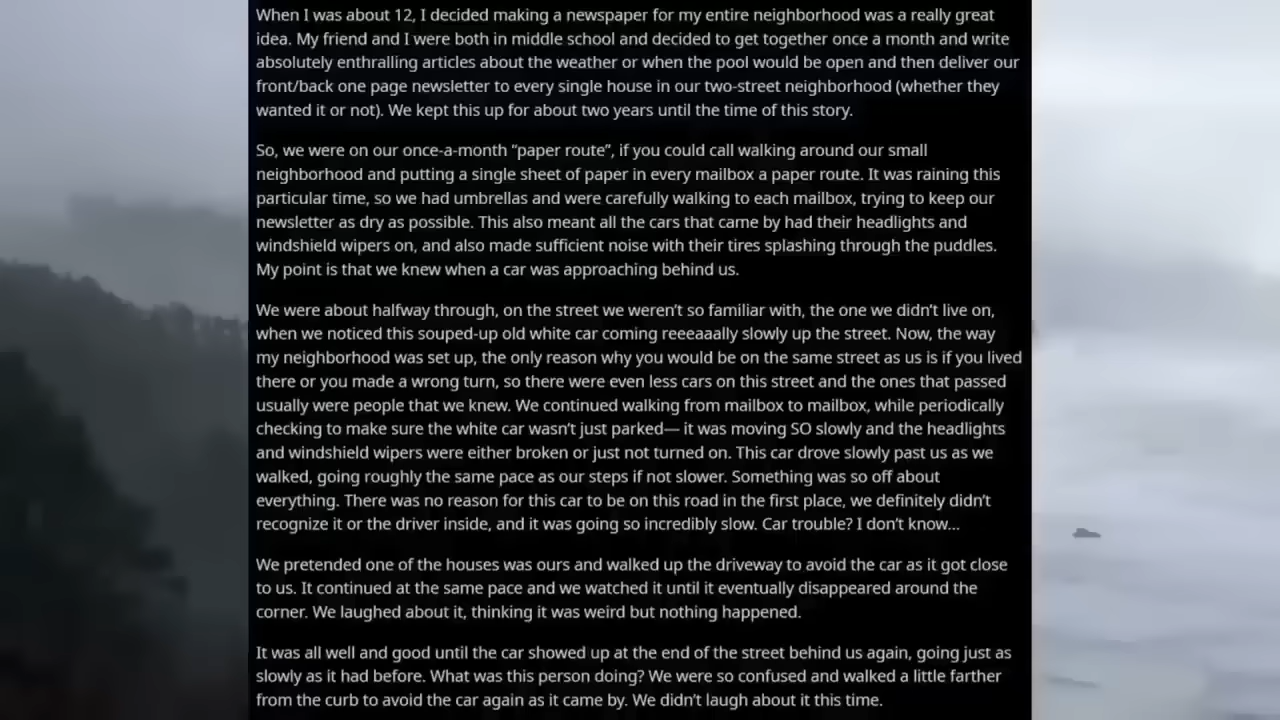 When I was about 12, I decided making a newspaper for my entire neighborhood was a really great
idea. My friend and I were both in middle school and decided to get together once a month and write
absolutely enthralling articles about the weather or when the pool would be open and then deliver our
front/back one page newsletter to every single house in our two-street neighborhood (whether they
wanted it or not). We kept this up for about two years until the time of this story.
So, we were on our once-a-month “paper route”, if you could call walking around our small
neighborhood and putting a single sheet of paper in every mailbox a paper route. It was raining this
particular time, so we had umbrellas and were carefully walking to each mailbox, trying to keep our
newsletter as dry as possible. This also meant all the cars that came by had their headlights and
windshield wipers on, and also made sufficient noise with their tires splashing through the puddles.
My point is that we knew when a car was approaching behind us.
We were about halfway through, on the street we weren’t so familiar with, the one we didn’t live on,
when we noticed this souped-up old white car coming reeeaaally slowly up the street. Now, the way
my neighborhood was set up, the only reason why you would be on the same street as us is if you lived
there or you made a wrong turn, so there were even less cars on this street and the ones that passed
usually were people that we knew. We continued walking from mailbox to mailbox, while periodically
checking to make sure the white car wasn’t just parked— it was moving SO slowly and the headlights
and windshield wipers were either broken or just not turned on. This car drove slowly past us as we
walked, going roughly the same pace as our steps if not slower. Something was so off about
everything. There was no reason for this car to be on this road in the first place, we definitely didn’t
recognize it or the driver inside, and it was going so incredibly slow. Car trouble? I don’t know...
We pretended one of the houses was ours and walked up the driveway to avoid the car as it got close
to us. It continued at the same pace and we watched it until it eventually disappeared around the
corner. We laughed about it, thinking it was weird but nothing happened.
It was all well and good until the car showed up at the end of the street behind us again, going just as
slowly as it had before. What was this person doing? We were so confused and walked a little farther
from the curb to avoid the car again as it came by. We didn’t laugh about it this time.